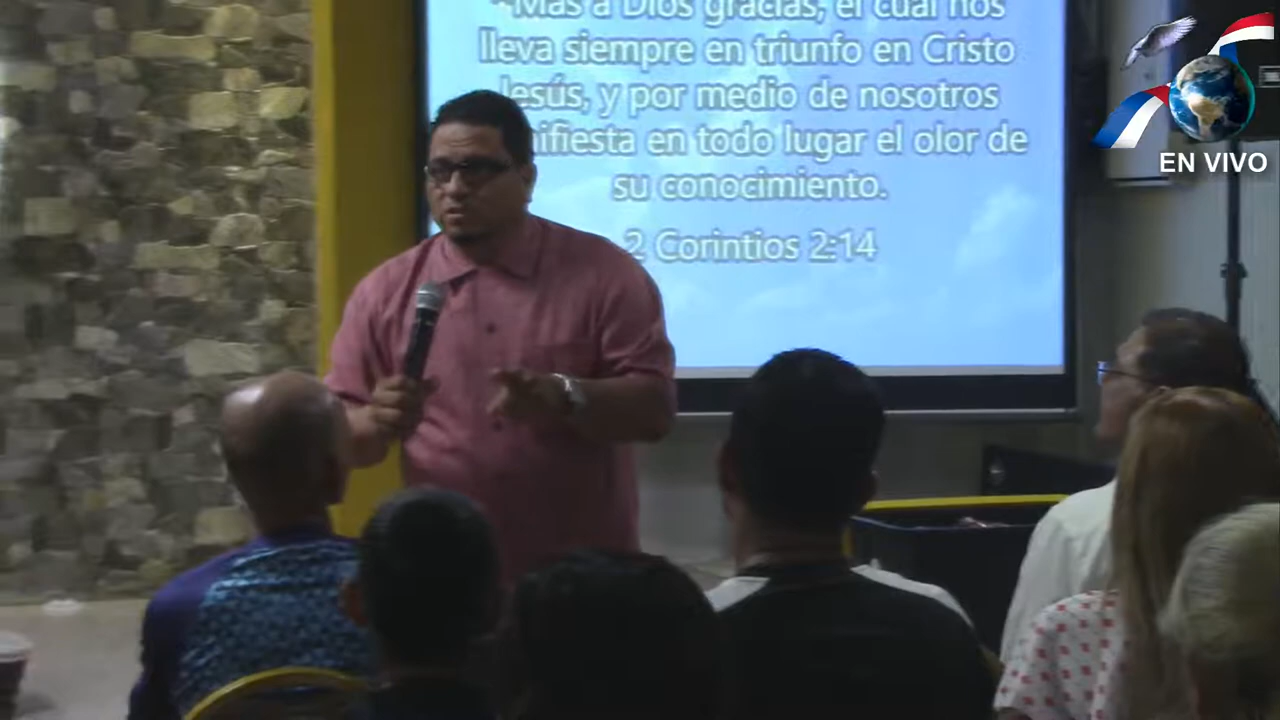 "Mas a Dios gracias, el cual nos
lleva siempre en triunfo en Cristo
Jesús, y por medio de nosotros
nifiesta en todo lugar el olor de
su conocimiento.
2 Corintios 2:14
EN VIVO